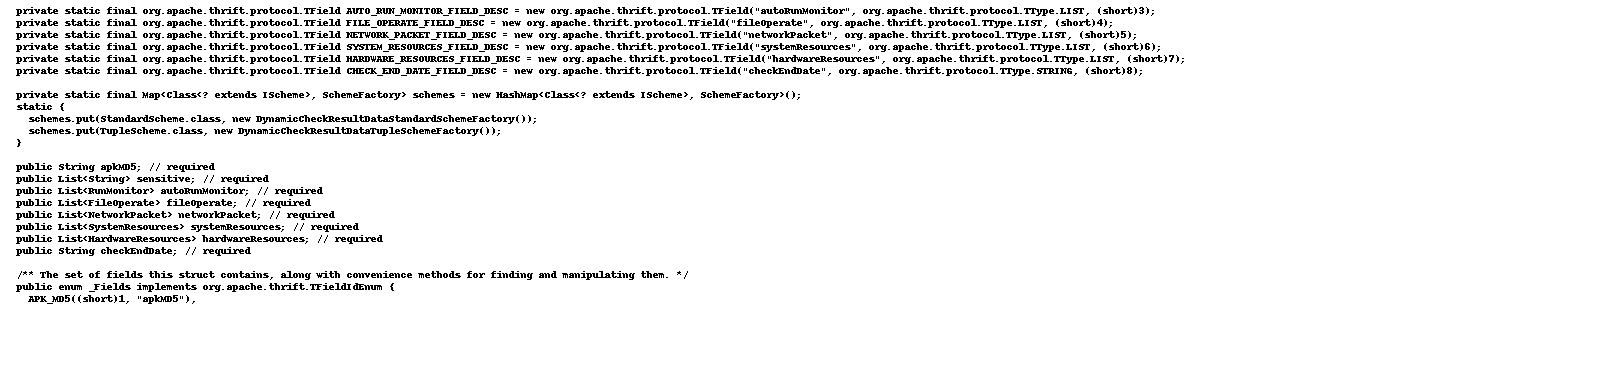 private static final org.apache.thrift.protocol.TField AUTO_RUN_MONITOR_FIELD_DESC = new org.apache.thrift.protocol.TField("autoRunMonitor", org.apache.thrift.protocol.TType.LIST, (short)3);
private static final org.apache.thrift.protocol.TField FILE_OPERATE_FIELD_DESC = new org.apache.thrift.protocol.TField("fileOperate", org.apache.thrift.protocol.TType.LIST, (short)4);
private static final org.apache.thrift.protocol.TField NETWORK_PACKET_FIELD_DESC = new org.apache.thrift.protocol.TField("networkPacket", org.apache.thrift.protocol.TType.LIST, (short)5);
private static final org.apache.thrift.protocol.TField SYSTEM_RESOURCES_FIELD_DESC = new org.apache.thrift.protocol.TField("systemResources", org.apache.thrift.protocol.TType.LIST, (short)6);
private static final org.apache.thrift.protocol.TField HARDWARE_RESOURCES_FIELD_DESC = new org.apache.thrift.protocol.TField("hardwareResources", org.apache.thrift.protocol.TType.LIST, (short)7);
private static final org.apache.thrift.protocol.TField CHECK_END_DATE_FIELD_DESC = new org.apache.thrift.protocol.TField("checkEndDate", org.apache.thrift.protocol.TType.STRING, (short)8);
private static final Map<Class<? extends IScheme>, SchemeFactory> schemes = new HashMap<Class<? extends IScheme>, SchemeFactory>();
static {
schemes.put(StandardScheme.class, new DynamicCheckResultDataStandardSchemeFactory());
schemes.put(TupleScheme.class, new DynamicCheckResultDataTupleSchemeFactory());
}
public String apkMD5; // required
public List<String> sensitive; // required
public List<RunMonitor> autoRunMonitor; // required
public List<FileOperate> fileOperate; // required
public List<NetworkPacket> networkPacket; // required
public List<SystemResources> systemResources; // required
public List<HardwareResources> hardwareResources; // required
public String checkEndDate; // required
/** The set of fields this struct contains, along with convenience methods for finding and manipulating them. */
public enum _Fields implements org.apache.thrift.TFieldIdEnum {
APK_MD5((short)1, "apkMD5"),